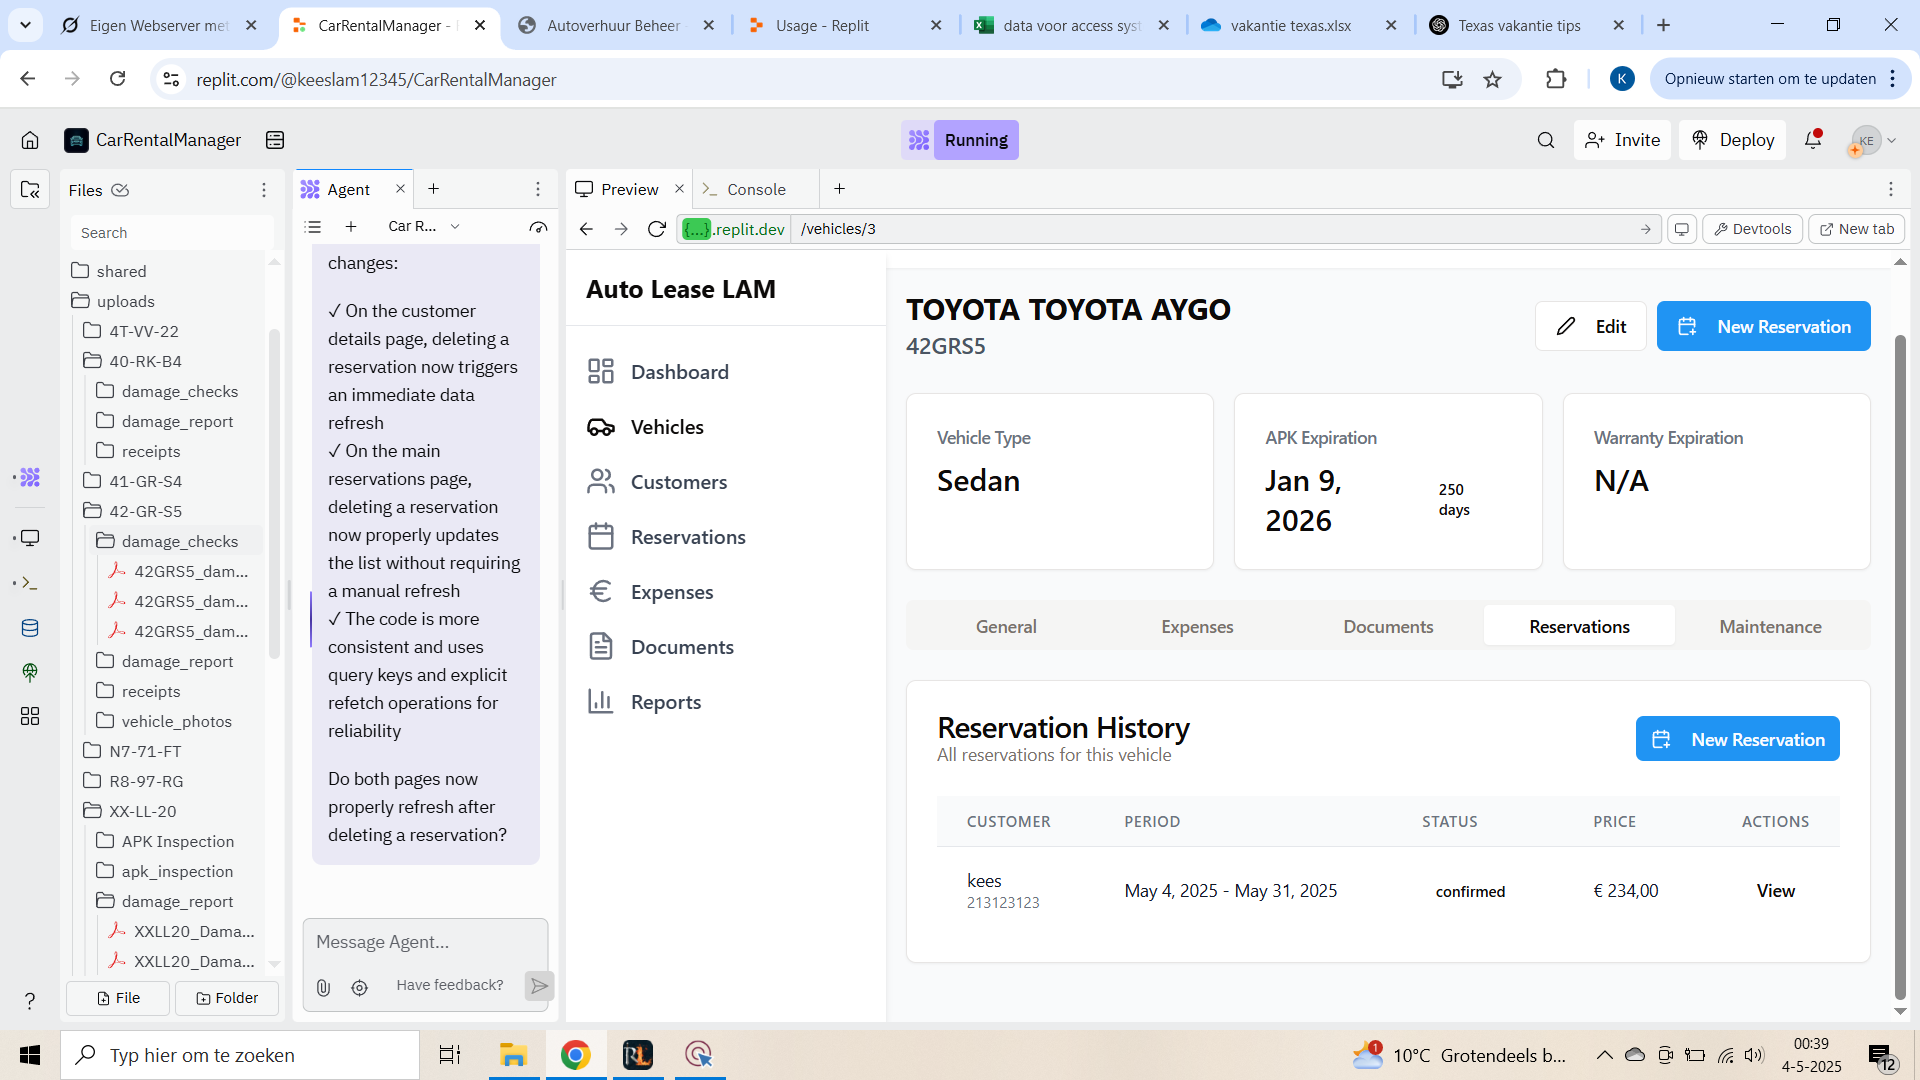 Eigen Webserver met
CarRentalManager - 
Autoverhuur Beheer
Usage - Replit
data voor access syst
vakantie texas.xlsx
Texas vakantie tips
replit.com/@keeslam12345/CarRentalManager
K
Opnieuw starten om te updaten
CarRentalManager
Running
Invite
Deploy
KE
Files
Agent
Preview
Console
Search
Car R...
{...}.replit.dev
/vehicles/3
Devtools
New tab
shared
uploads
4T-VV-22
40-RK-B4
damage_checks
damage_report
receipts
41-GR-S4
42-GR-S5
damage_checks
42GRS5_dam...
42GRS5_dam...
42GRS5_dam...
damage_report
receipts
vehicle_photos
N7-71-FT
R8-97-RG
XX-LL-20
APK Inspection
apk_inspection
damage_report
XXLL20_Dama...
XXLL20_Dama...
File
Folder
changes:
✓ On the customer
details page, deleting a
reservation now triggers
an immediate data
refresh
✓ On the main
reservations page,
deleting a reservation
now properly updates
the list without requiring
a manual refresh
✓ The code is more
consistent and uses
query keys and explicit
refetch operations for
reliability
Do both pages now
properly refresh after
deleting a reservation?
Message Agent...
Have feedback?
Auto Lease LAM
Dashboard
Vehicles
Customers
Reservations
Expenses
Documents
Reports
TOYOTA TOYOTA AYGO
42GRS5
Edit
New Reservation
Vehicle Type
Sedan
APK Expiration
Jan 9,
2026
250
days
Warranty Expiration
N/A
General
Expenses
Documents
Reservations
Maintenance
Reservation History
All reservations for this vehicle
New Reservation
CUSTOMER
PERIOD
STATUS
PRICE
ACTIONS
kees
213123123
May 4, 2025 - May 31, 2025
confirmed
€ 234,00
View
Typ hier om te zoeken
RL
1
10°C
Grotendeels b...
00:39
4-5-2025
12